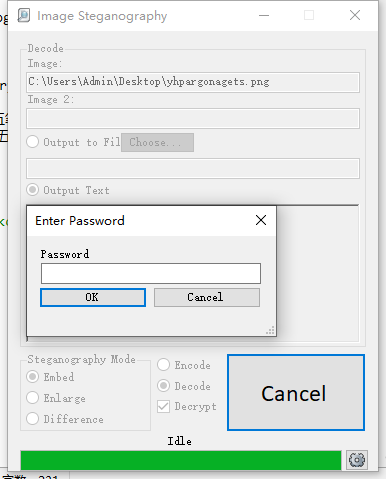 Image Steganography
Decode
Image:
C:\Users\Admin\Desktop\yhpargonagets.png
Image 2:
Output to Fil
Choose...
Output Text
Enter Password
Password
OK
Cancel
Steganography Mode
Embed
Enlarge
Difference
Encode
Decode
Decrypt
Cancel
Idle